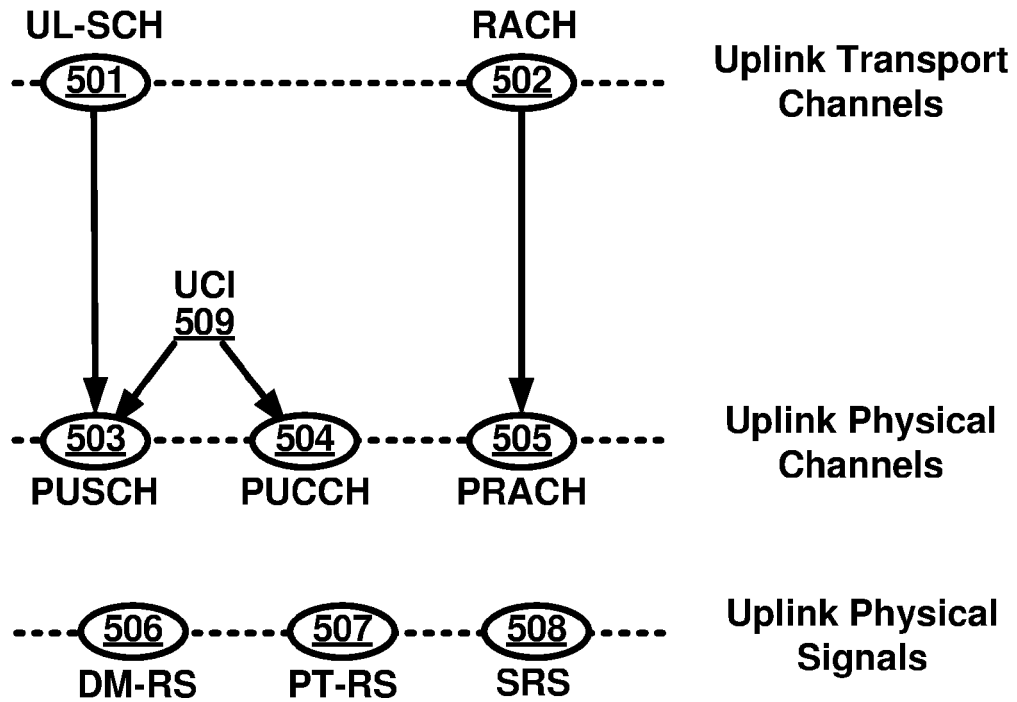 UL-SCH
RACH
501
502
Uplink Transport
Channels
UCI
509
503
504
505
Uplink Physical
Channels
PUSCH
PUCCH
PRACH
506
507
508
Uplink Physical
Signals
DM-RS
PT-RS
SRS